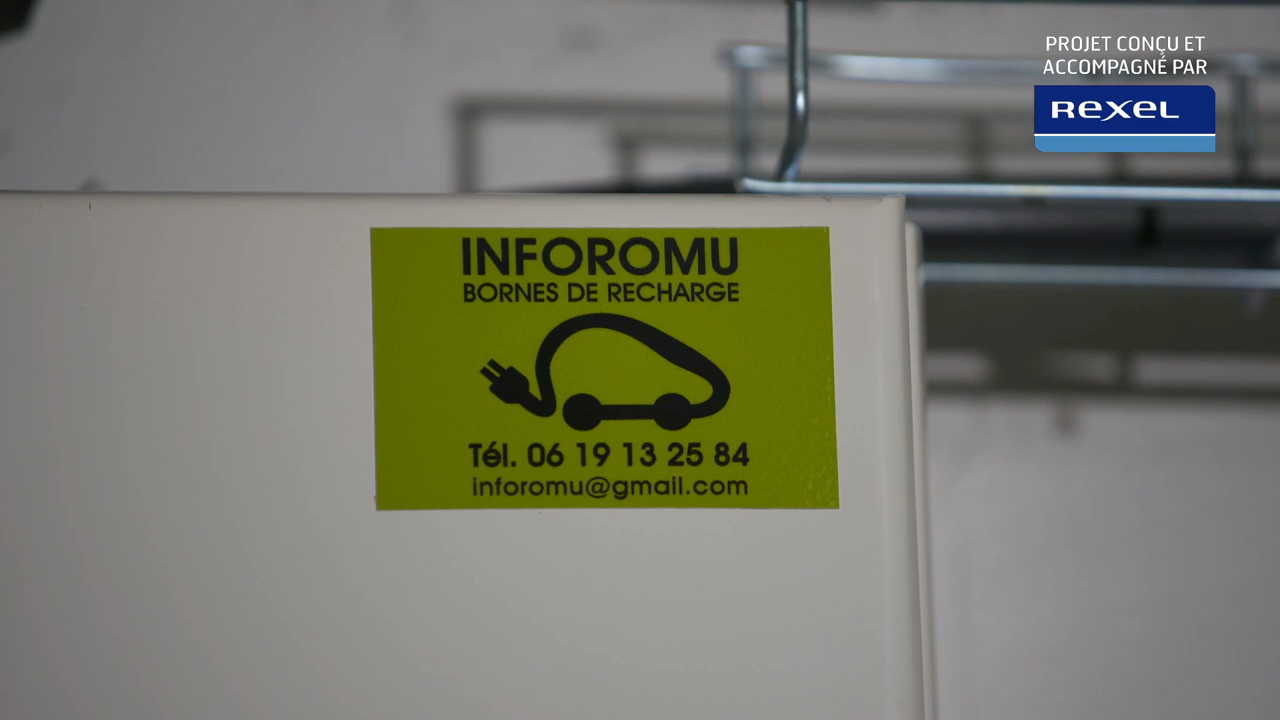 PROJET CONÇU ET
ACCOMPAGNÉ PAR
REXEL
INFOROMU
BORNES DE RECHARGE
Tél. 06 19 13 25 84
inforomu@gmail.com